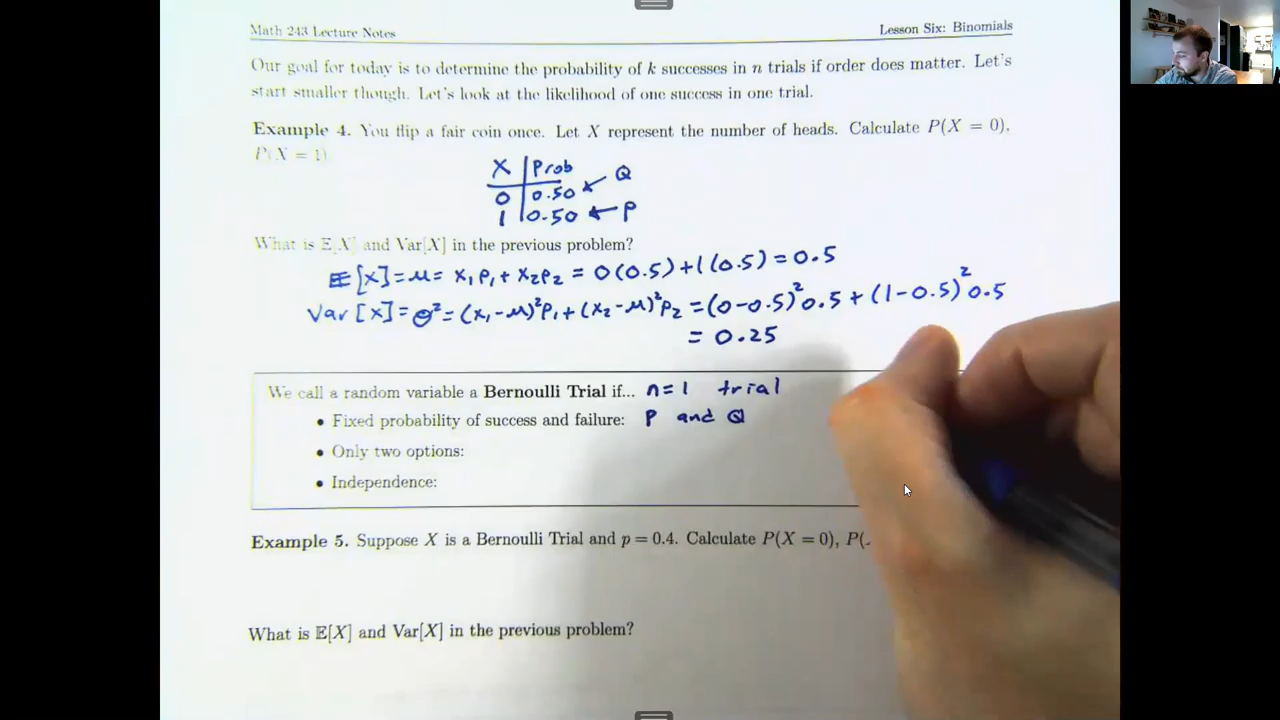 Math 243 Lecture Notes Lesson Six: Binomials
Our goal for today is to determine the probability of k successes in n trials if order does matter. Let's
start smaller though. Let's look at the likelihood of one success in one trial.
Example 4. You flip a fair coin once. Let X represent the number of heads. Calculate P(X = 0),
P(X = 1)
X | Prob
0 | 0.50 ← Q
1 | 0.50 ← P
What is E[X] and Var[X] in the previous problem?
E[X] = μ = x₁p₁ + x₂p₂ = 0(0.5) + 1(0.5) = 0.5
Var[X] = σ² = (x₁-μ)²p₁ + (x₂-μ)²p₂ = (0-0.5)²0.5 + (1-0.5)²0.5
= 0.25
We call a random variable a Bernoulli Trial if... n=1 trial
• Fixed probability of success and failure: P and Q
• Only two options:
• Independence:
Example 5. Suppose X is a Bernoulli Trial and p = 0.4. Calculate P(X = 0), P(
What is E[X] and Var[X] in the previous problem?